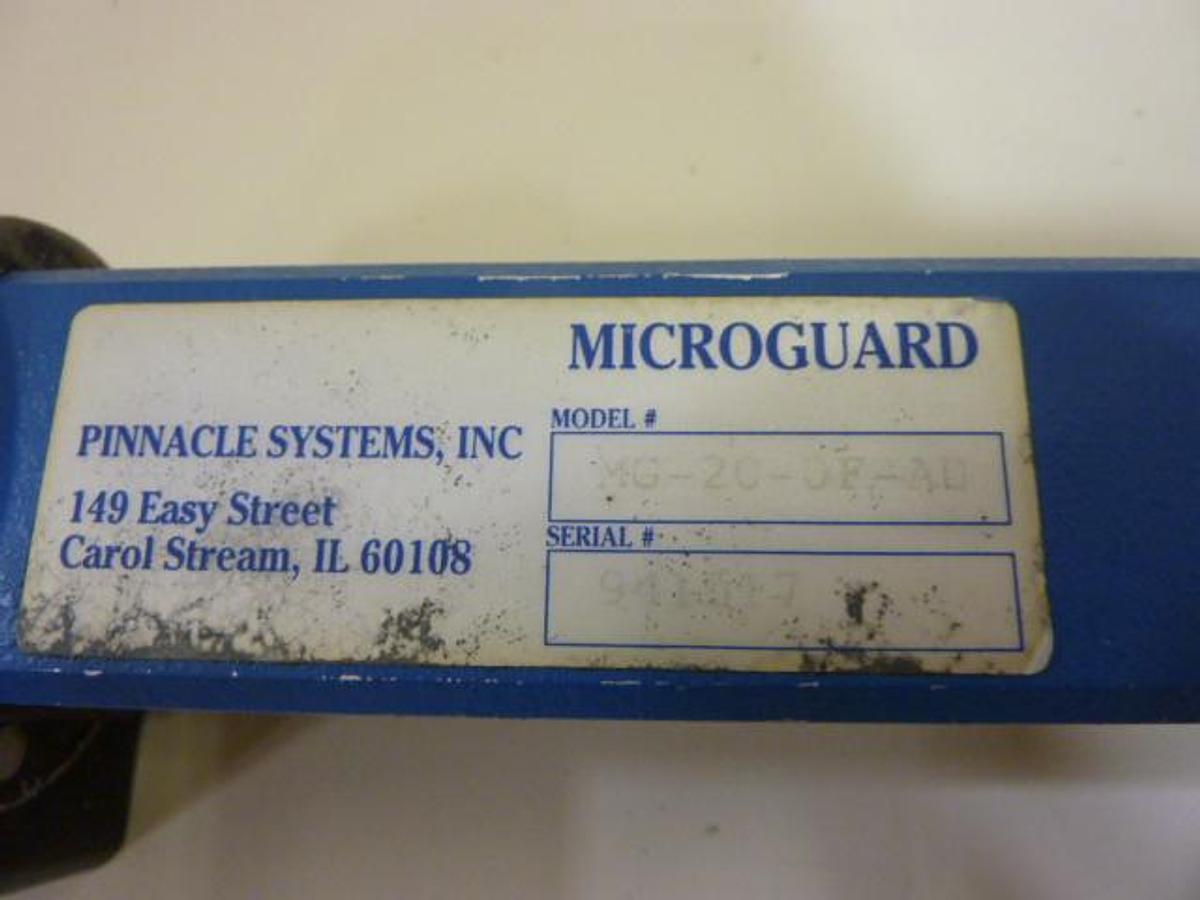 MICROGUARD
PINNACLE SYSTEMS, INC
149 Easy Street
Carol Stream, IL 60108
MODEL #
SERIAL #